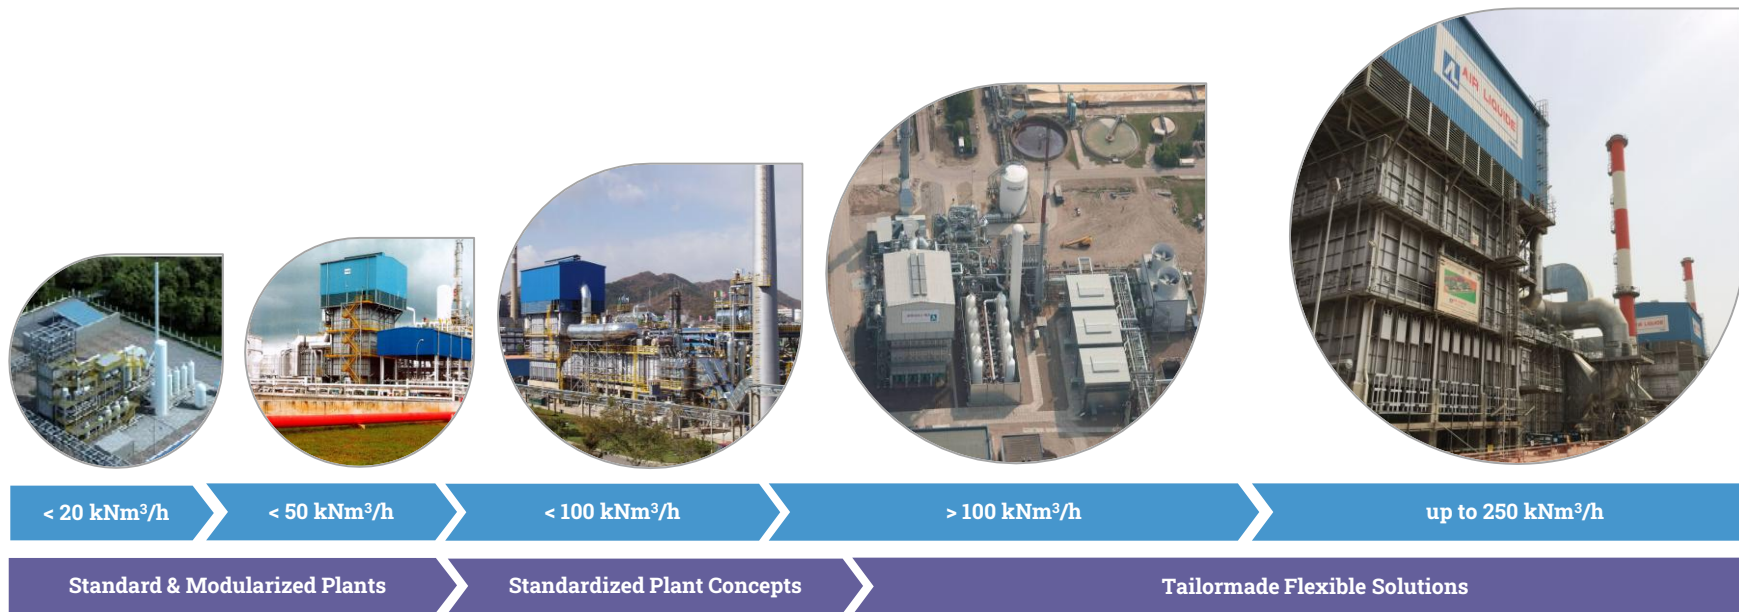 AIR LIQUIDE
< 20 kNm³/h
< 50 kNm³/h
< 100 kNm³/h
> 100 kNm³/h
up to 250 kNm³/h
Standard & Modularized Plants
Standardized Plant Concepts
Tailormade Flexible Solutions